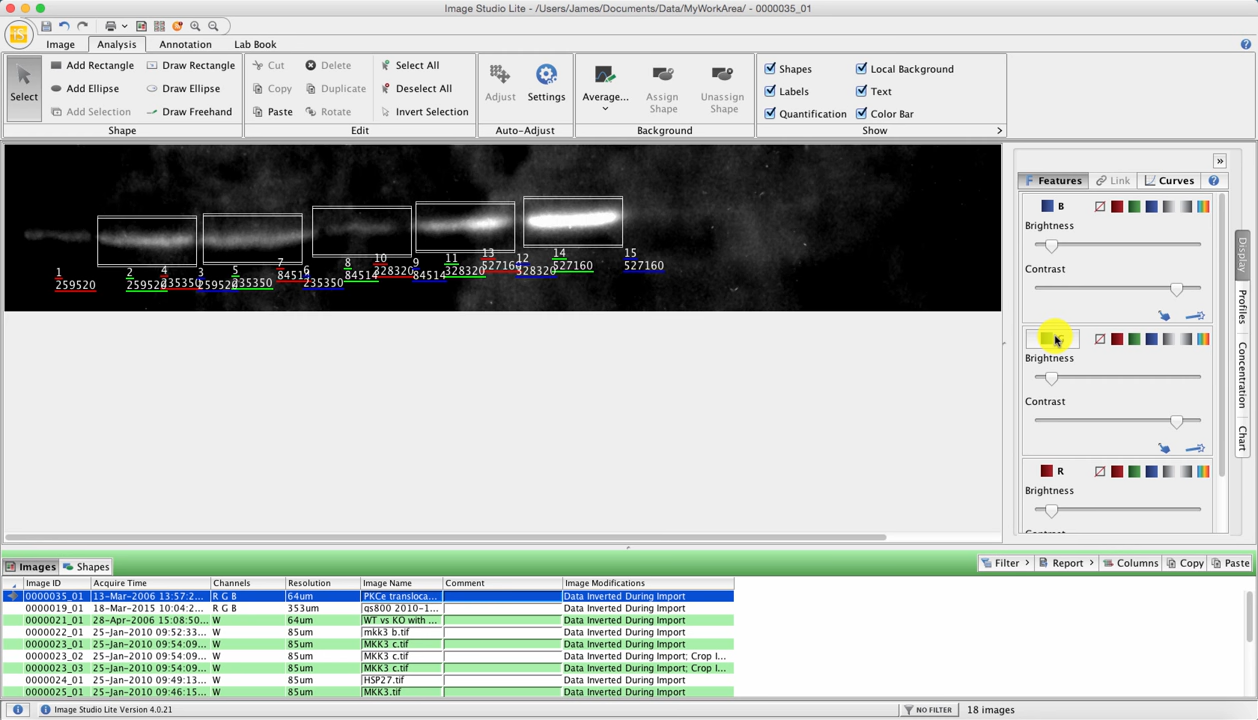 Image Studio Lite - /Users/James/Documents/Data/MyWorkArea/ - 0000035_01
Image Analysis Annotation Lab Book
Select
Add Rectangle Draw Rectangle
Add Ellipse Draw Ellipse
Add Selection Draw Freehand
Shape
Cut Delete Select All
Copy Duplicate Deselect All
Paste Rotate Invert Selection
Edit
Adjust Settings
Auto-Adjust
Average... Assign Shape Unassign Shape
Background
Shapes Local Background
Labels Text
Quantification Color Bar
Show
1 259520
2 259520
4 235350
3 259520
5 235350
7 84514
6 235350
8 84514
10 328320
9 84514
11 328320
13 527160
12 328320
14 527160
15 527160
Features Link Curves
B
Brightness
Contrast
Brightness
Contrast
R
Brightness
Contrast
Display
Profiles
Concentration
Chart
Images Shapes
Filter Report Columns Copy Paste
Image ID Acquire Time Channels Resolution Image Name Comment Image Modifications
0000035_01 13-Mar-2006 13:57:2... R G B 64um PKCe transloca... Data Inverted During Import
0000019_01 18-Mar-2015 10:04:2... R G B 353um qs800 2010-1... Data Inverted During Import
0000021_01 28-Apr-2006 15:08:50... W 64um WT vs KO with ... Data Inverted During Import
0000022_01 25-Jan-2010 09:52:33... W 85um mkk3 b.tif Data Inverted During Import
0000023_01 25-Jan-2010 09:54:09... W 85um MKK3 c.tif Data Inverted During Import
0000023_02 25-Jan-2010 09:54:09... W 85um MKK3 c.tif Data Inverted During Import; Crop I...
0000023_03 25-Jan-2010 09:54:09... W 85um MKK3 c.tif Data Inverted During Import; Crop I...
0000024_01 25-Jan-2010 09:49:13... W 85um HSP27.tif Data Inverted During Import
0000025_01 25-Jan-2010 09:46:15... W 85um MKK3.tif Data Inverted During Import
Image Studio Lite Version 4.0.21 NO FILTER 18 images